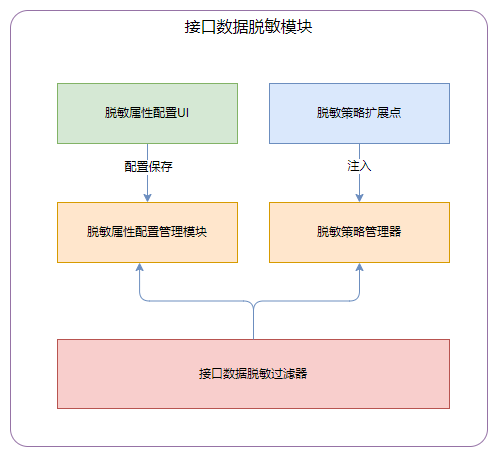 接口数据脱敏模块
脱敏属性配置UI
脱敏策略扩展点
配置保存
注入
脱敏属性配置管理模块
脱敏策略管理器
接口数据脱敏过滤器